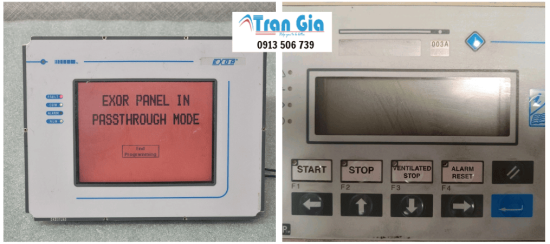 Tran Gia
0913 506 739
EXOR
EXOR PANEL IN
PASSTHROUGH MODE
Programming
003A
START
STOP
VENTILATED
STOP
ALARM
RESET
F1
F2
F3
F4